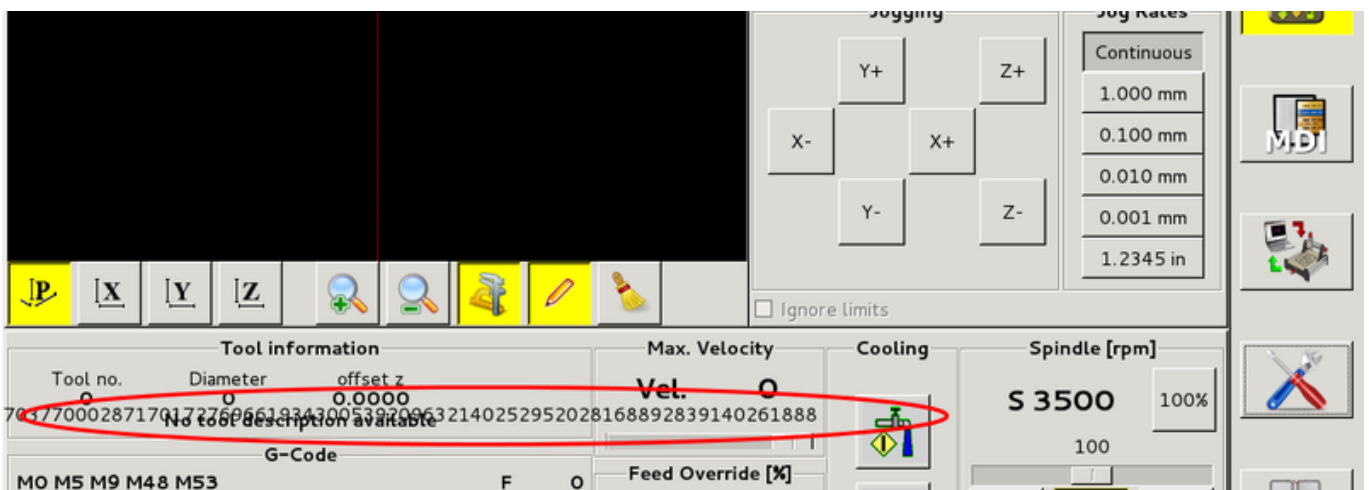 Jogging
Jog Rates
Continuous
Y+
Z+
1.000 mm
MDI
0.100 mm
X-
X+
0.010 mm
Y-
Z-
0.001 mm
1.2345 in
P
X
Y
Z
Ignore limits
Tool information
Max. Velocity
Cooling
Spindle [rpm]
Tool no.
Diameter
offset z
Vel.
0
0
0
0.0000
S 3500
100%
No tool description available
100
G-Code
Feed Override [%]
M0 M5 M9 M48 M53
F
0